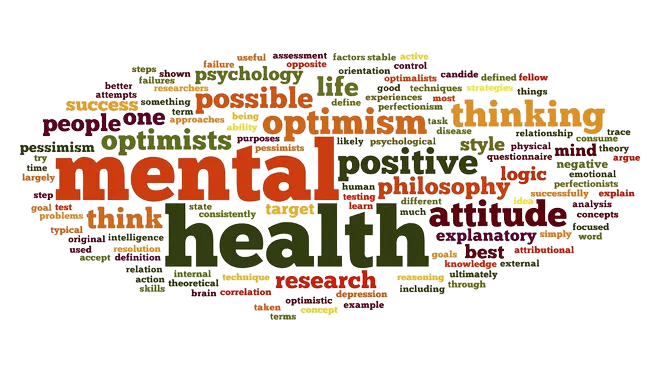 useful assessment factors stable active
steps failure opposite control
shown psychology orientation optimalists candide defined fellow
failures researchers life good techniques strategies
better possible experiences most things
attempts success something define perfectionists
term approaches being optimism task thinking
people one ability disease relationship trace
optimists purposes likely psychological style physical consume
pessimism pessimists positive questionnaire mind theory
try mental argue
time logic negative
largely human philosophy emotional
perfectionists
step testing different idea successfully explain
goal test state target learn much attitude analysis
problems think consistently concepts
typical health goals explanatory simply focused
original intelligence word
used resolution best attributional
accept definition knowledge external
relation internal technique research reasoning ultimately
action theoretical including through
skills brain correlation depression
optimistic example
taken concept
terms